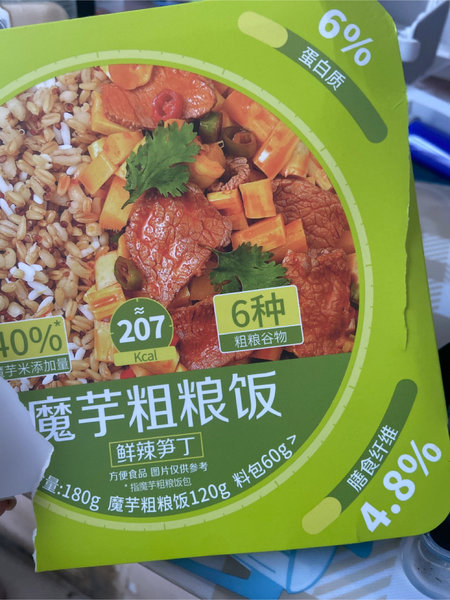 6%
蛋白质
40%*
魔芋米添加量
≈
207
Kcal
6种
粗粮谷物
魔芋粗粮饭
鲜辣笋丁
方便食品 图片仅供参考
*指魔芋粗粮饭包
量:180g 魔芋粗粮饭120g 料包60g>
膳食纤维
4.8%